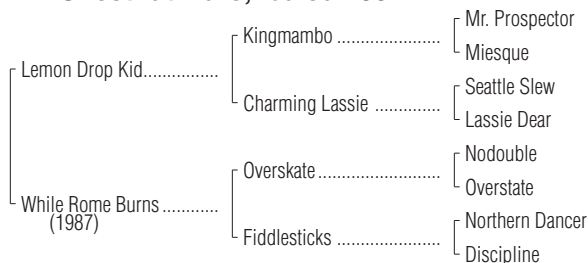 Mr. Prospector
Kingmambo ....................
Miesque
Lemon Drop Kid...............
Seattle Slew
Charming Lassie .............
Lassie Dear
Nodouble
Overskate .......................
Overstate
While Rome Burns ...........
(1987)
Northern Dancer
Fiddlesticks ....................
Discipline